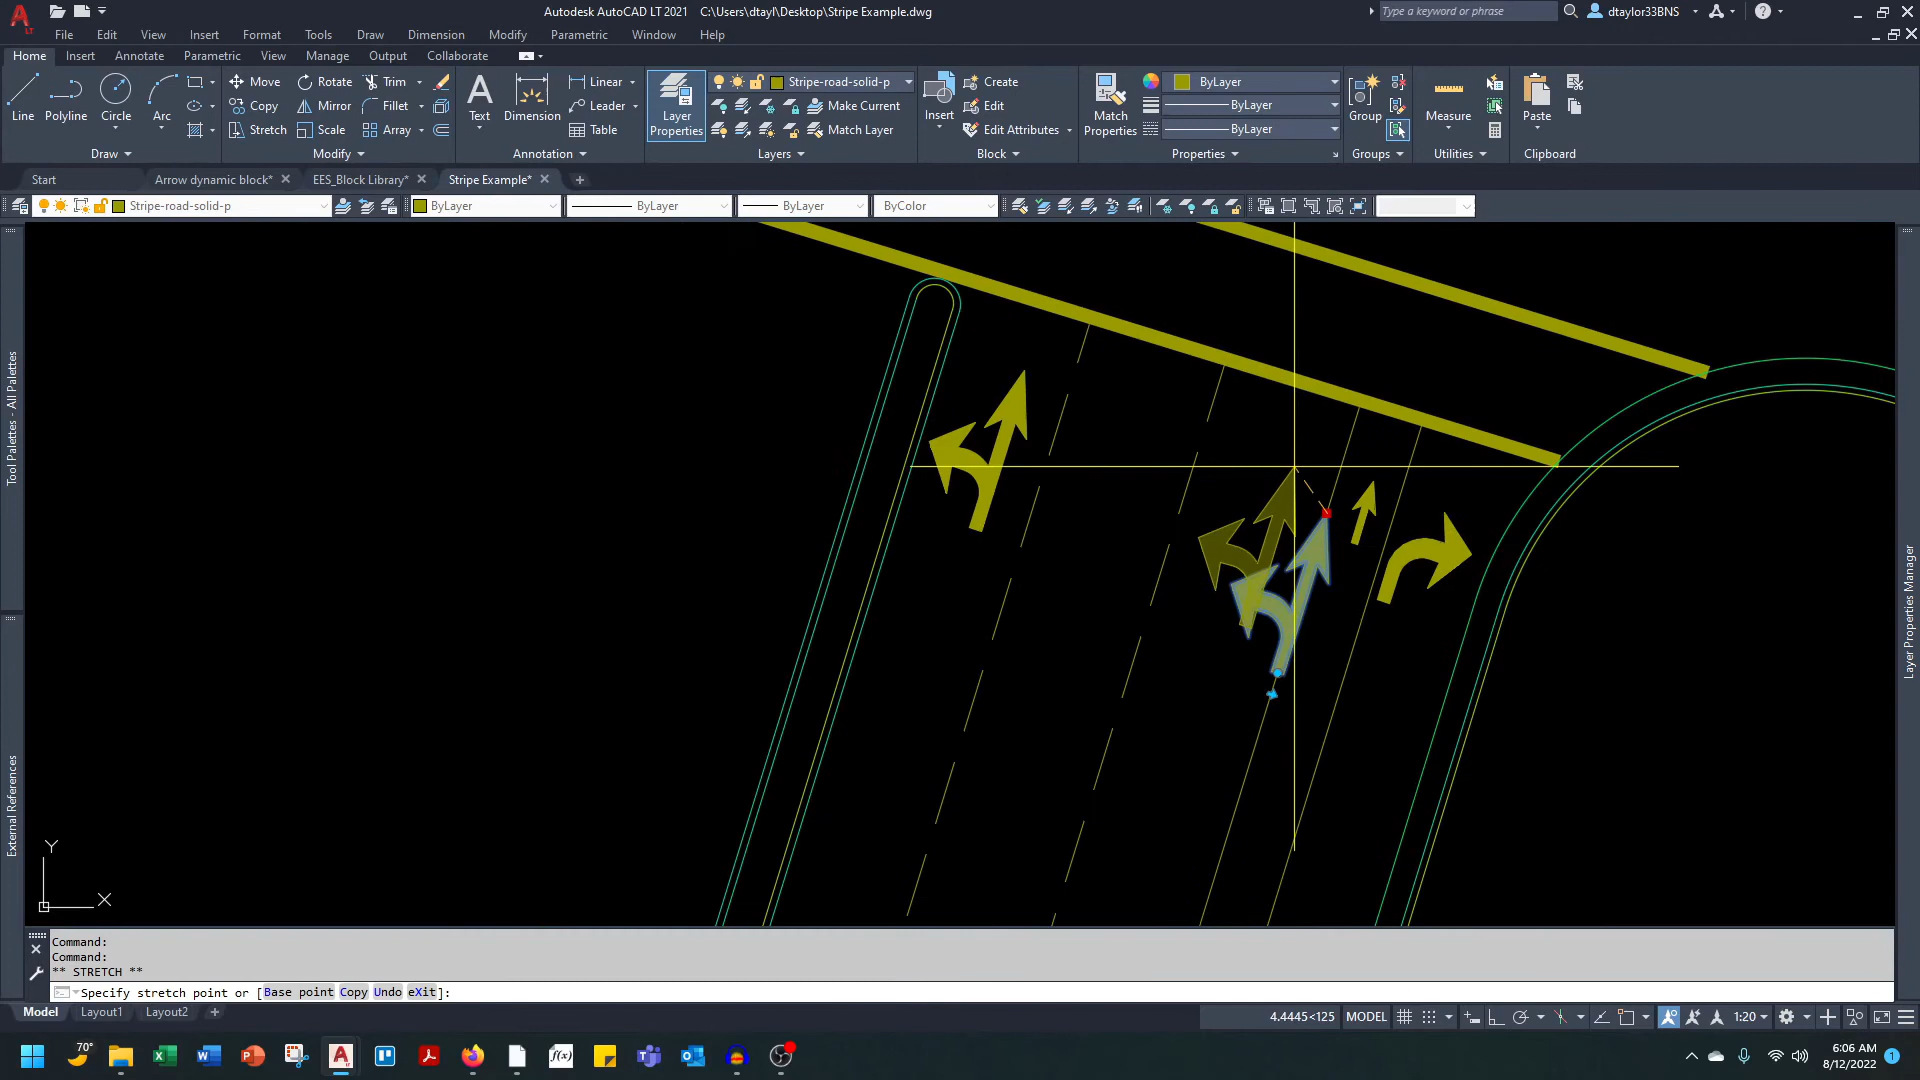 Autodesk AutoCAD LT 2021 C:\Users\dtayl\Desktop\Stripe Example.dwg
Type a keyword or phrase
dtaylor33BNS
File Edit View Insert Format Tools Draw Dimension Modify Parametric Window Help
Home Insert Annotate Parametric View Manage Output Collaborate
Line Polyline Circle Arc
Move Rotate Trim
Copy Mirror Fillet
Stretch Scale Array
Text Dimension
Linear
Leader
Table
Layer Properties
Stripe-road-solid-p
Make Current
Match Layer
Insert
Create
Edit
Edit Attributes
Match Properties
ByLayer
ByLayer
ByLayer
Group
Measure
Paste
Draw Modify Annotation Layers Block Properties Groups Utilities Clipboard
Start Arrow dynamic block* EES_Block Library* Stripe Example*
Stripe-road-solid-p ByLayer ByLayer ByLayer ByColor
Tool Palettes - All Palettes
External References
Layer Properties Manager
Y
X
Command:
Command:
** STRETCH **
Specify stretch point or [Base point Copy Undo eXit]:
Model Layout1 Layout2
4.4445<125 MODEL 1:20
70°
f(x)
6:06 AM
8/12/2022
1